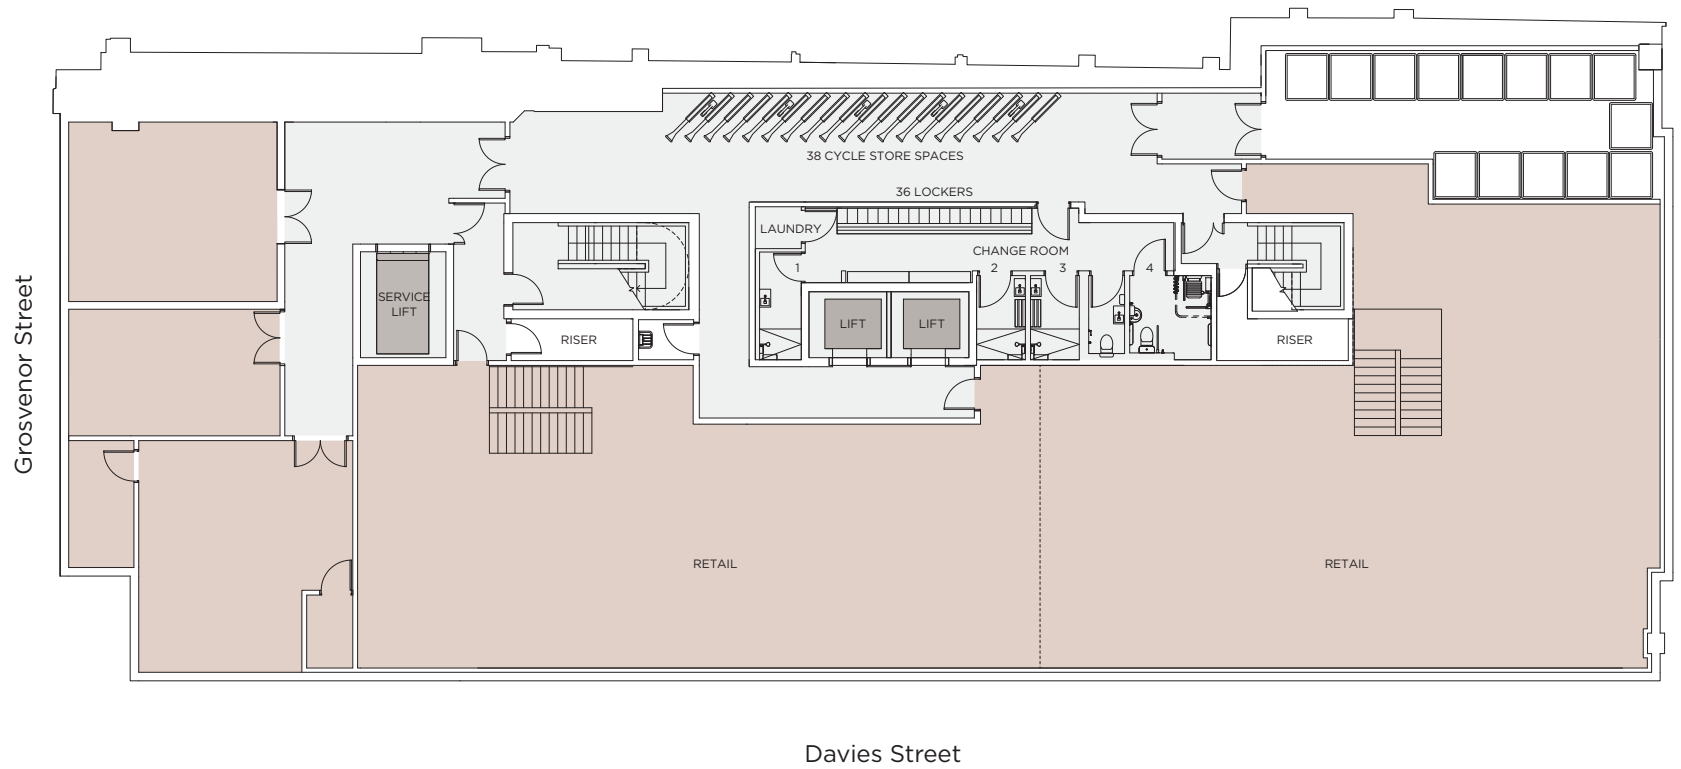 38 CYCLE STORE SPACES
36 LOCKERS
LAUNDRY
CHANGE ROOM
1
2
3
4
SERVICE
LIFT
LIFT
LIFT
RISER
RISER
Grosvenor Street
RETAIL
RETAIL
Davies Street